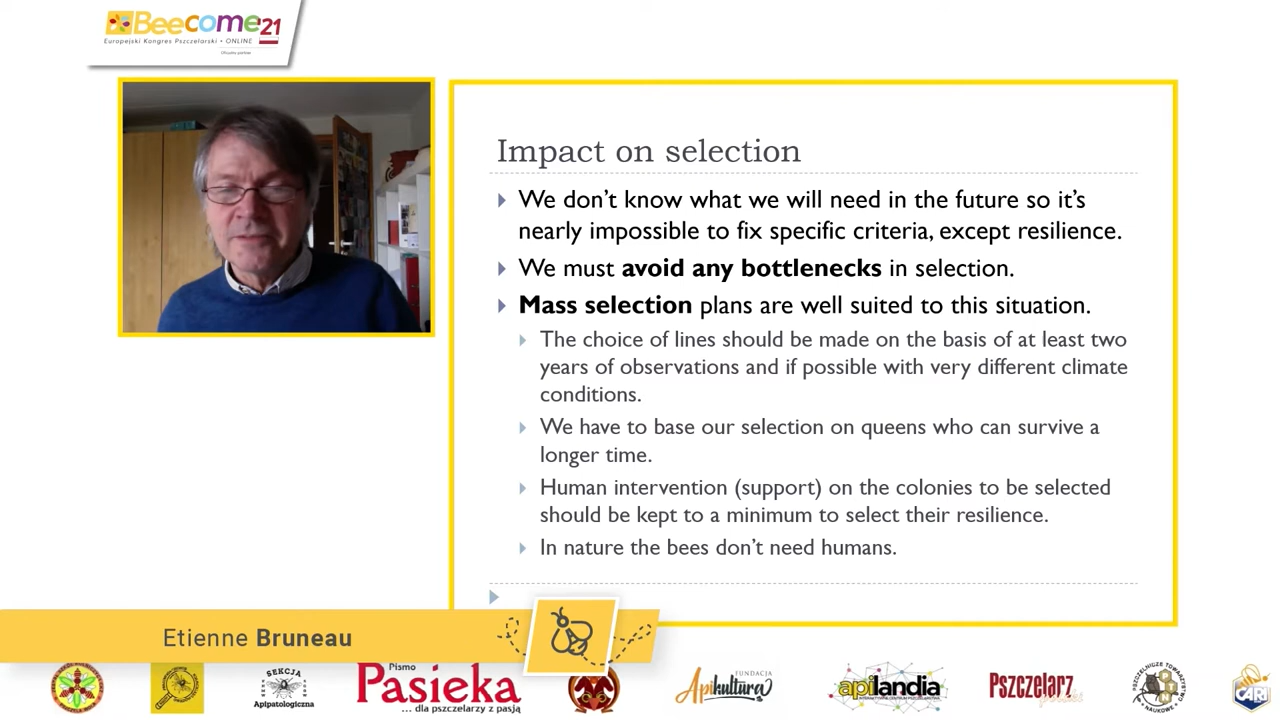 Beecome'21
Europejski Kongres Pszczelarski • ONLINE
Impact on selection
We don't know what we will need in the future so it's
nearly impossible to fix specific criteria, except resilience.
We must avoid any bottlenecks in selection.
Mass selection plans are well suited to this situation.
The choice of lines should be made on the basis of at least two
years of observations and if possible with very different climate
conditions.
We have to base our selection on queens who can survive a
longer time.
Human intervention (support) on the colonies to be selected
should be kept to a minimum to select their resilience.
In nature the bees don't need humans.
Etienne Bruneau
SEKCJA
Apipatologiczna
Pismo
Pasieka
... dla pszczelarzy z pasją
FUNDACJA
Apikultura
apilandia
Pszczelarz
CARI